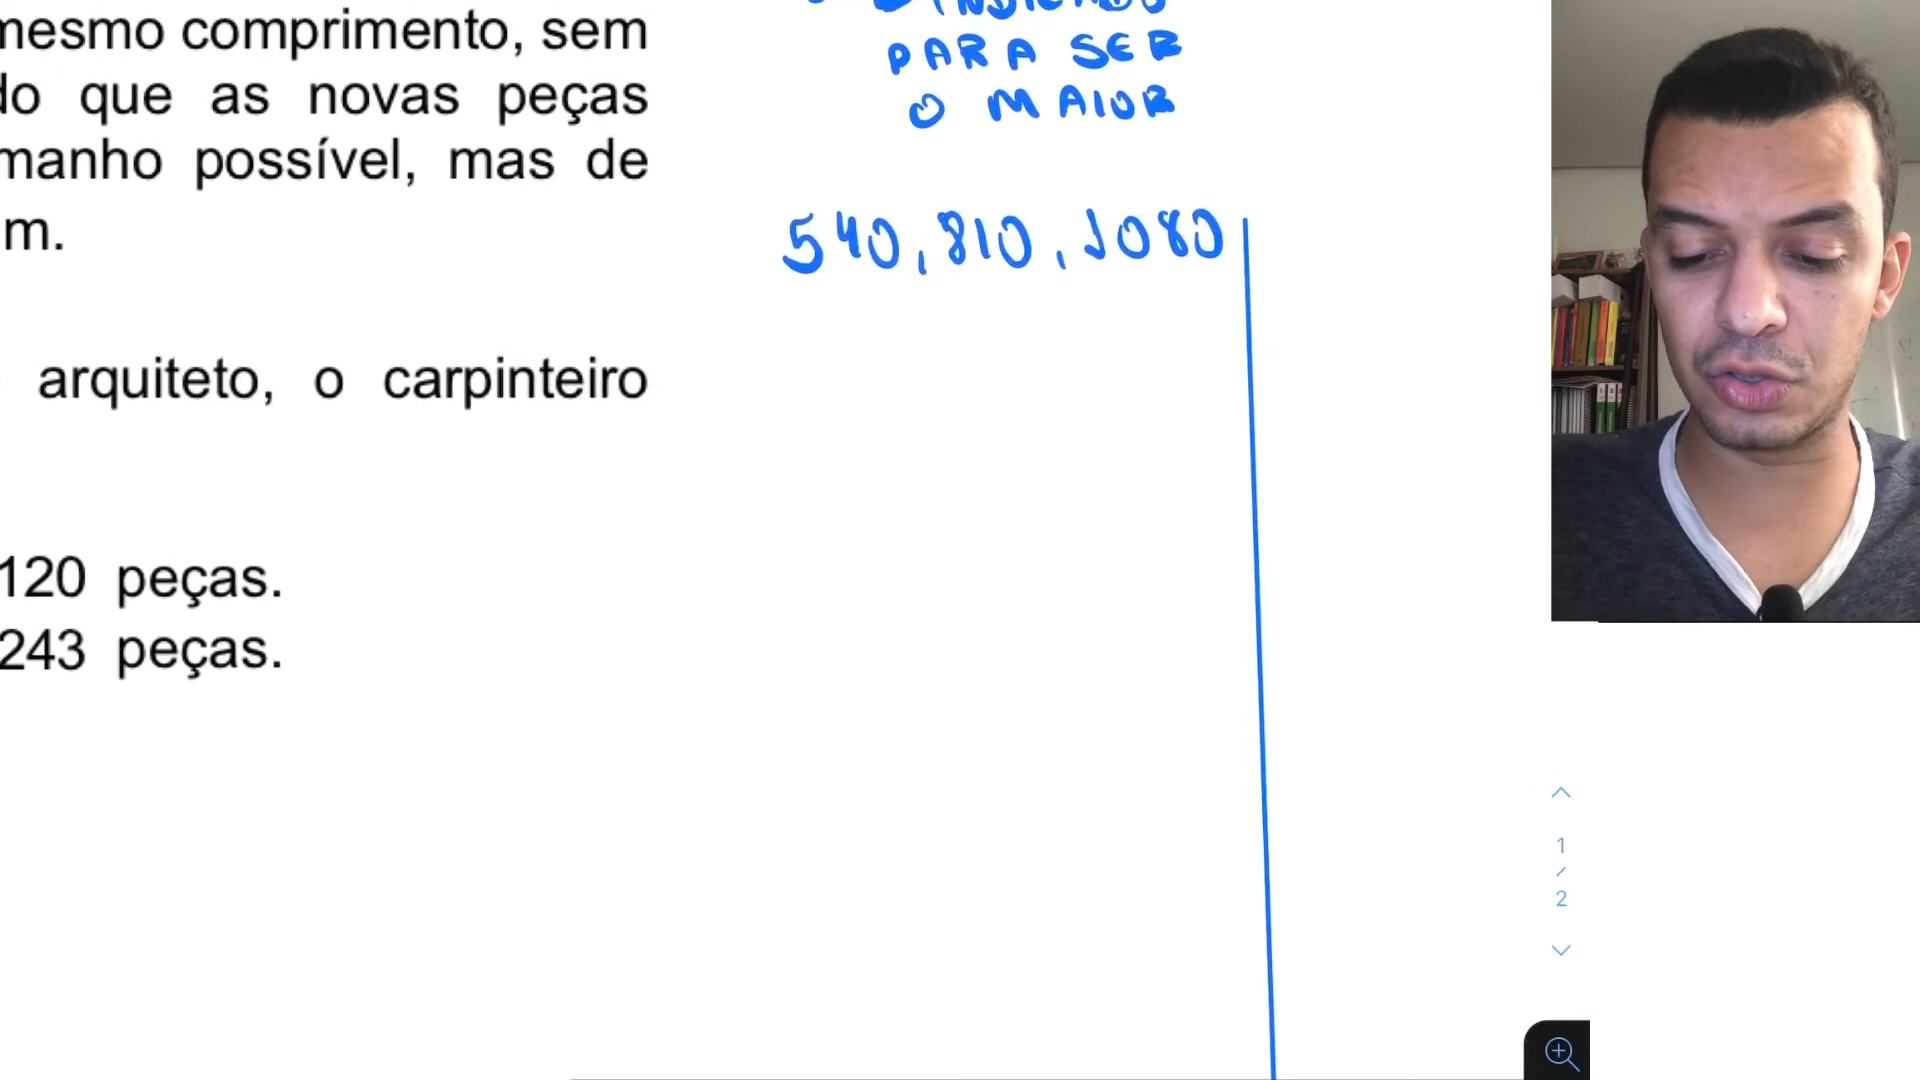 mesmo comprimento, sem
do que as novas peças
manho possível, mas de
m.
arquiteto, o carpinteiro
120 peças.
243 peças.
INDICADO
PARA SER
O MAIOR
540, 810, 1080
1
/
2